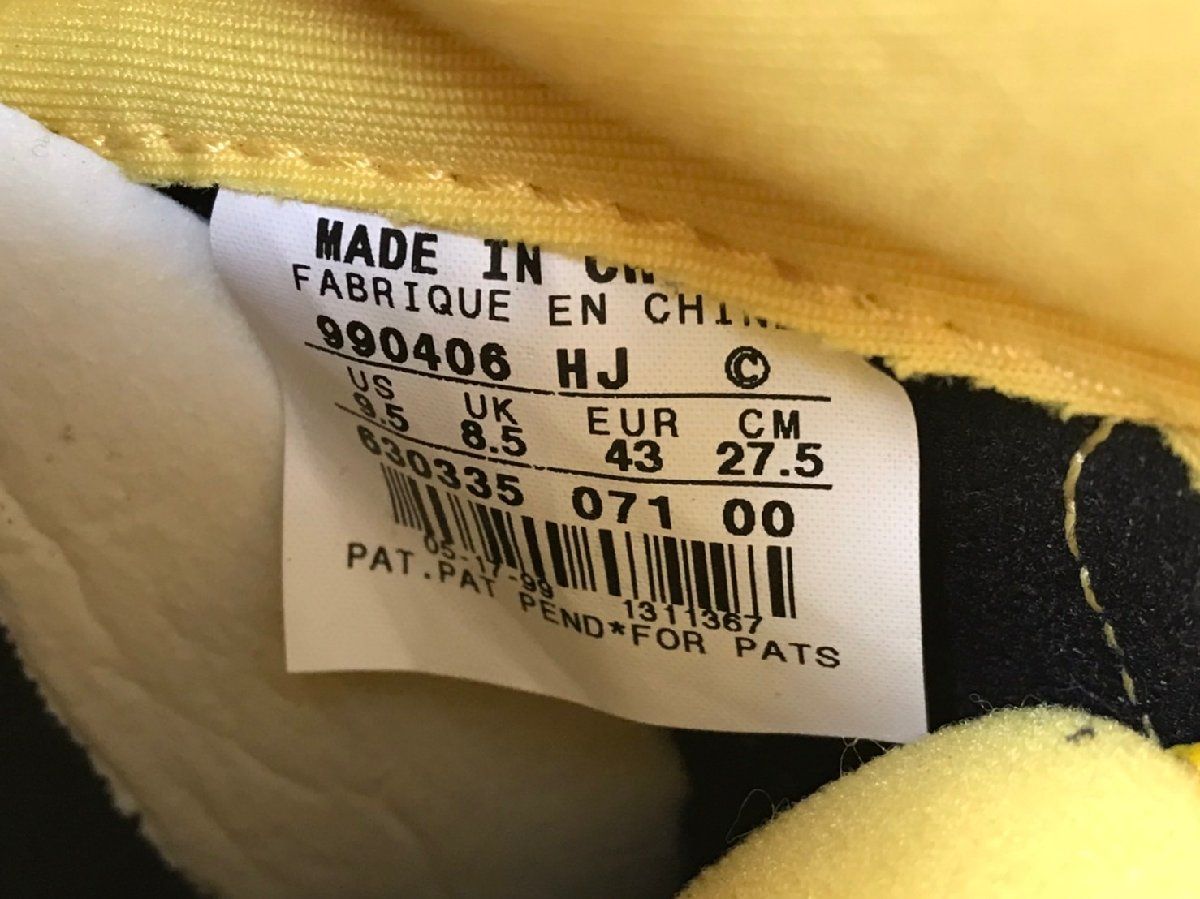 MADE IN
FABRIQUE EN CHINE
990406 HJ ©
US UK EUR CM
9.5 8.5 43 27.5
630335 071 00
05-17-99 1311367
PAT.PAT PEND*FOR PATS